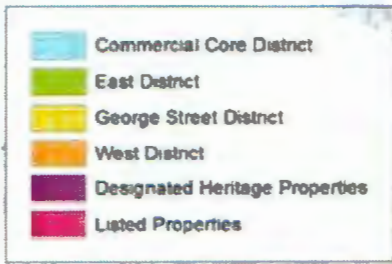 Commercial Core District
East District
George Street District
West District
Designated Heritage Properties
Listed Properties